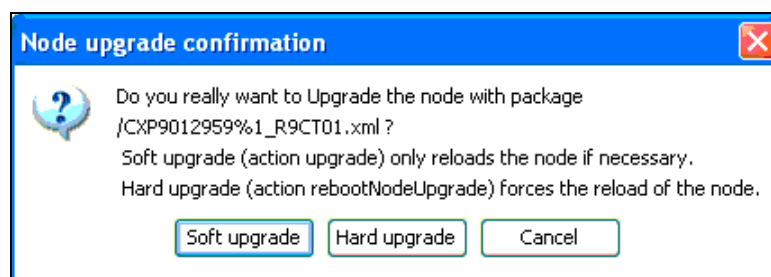 Node upgrade confirmation
Do you really want to Upgrade the node with package
/CXP9012959%1_R9CT01.xml ?
Soft upgrade (action upgrade) only reloads the node if necessary.
Hard upgrade (action rebootNodeUpgrade) forces the reload of the node.
Soft upgrade Hard upgrade Cancel